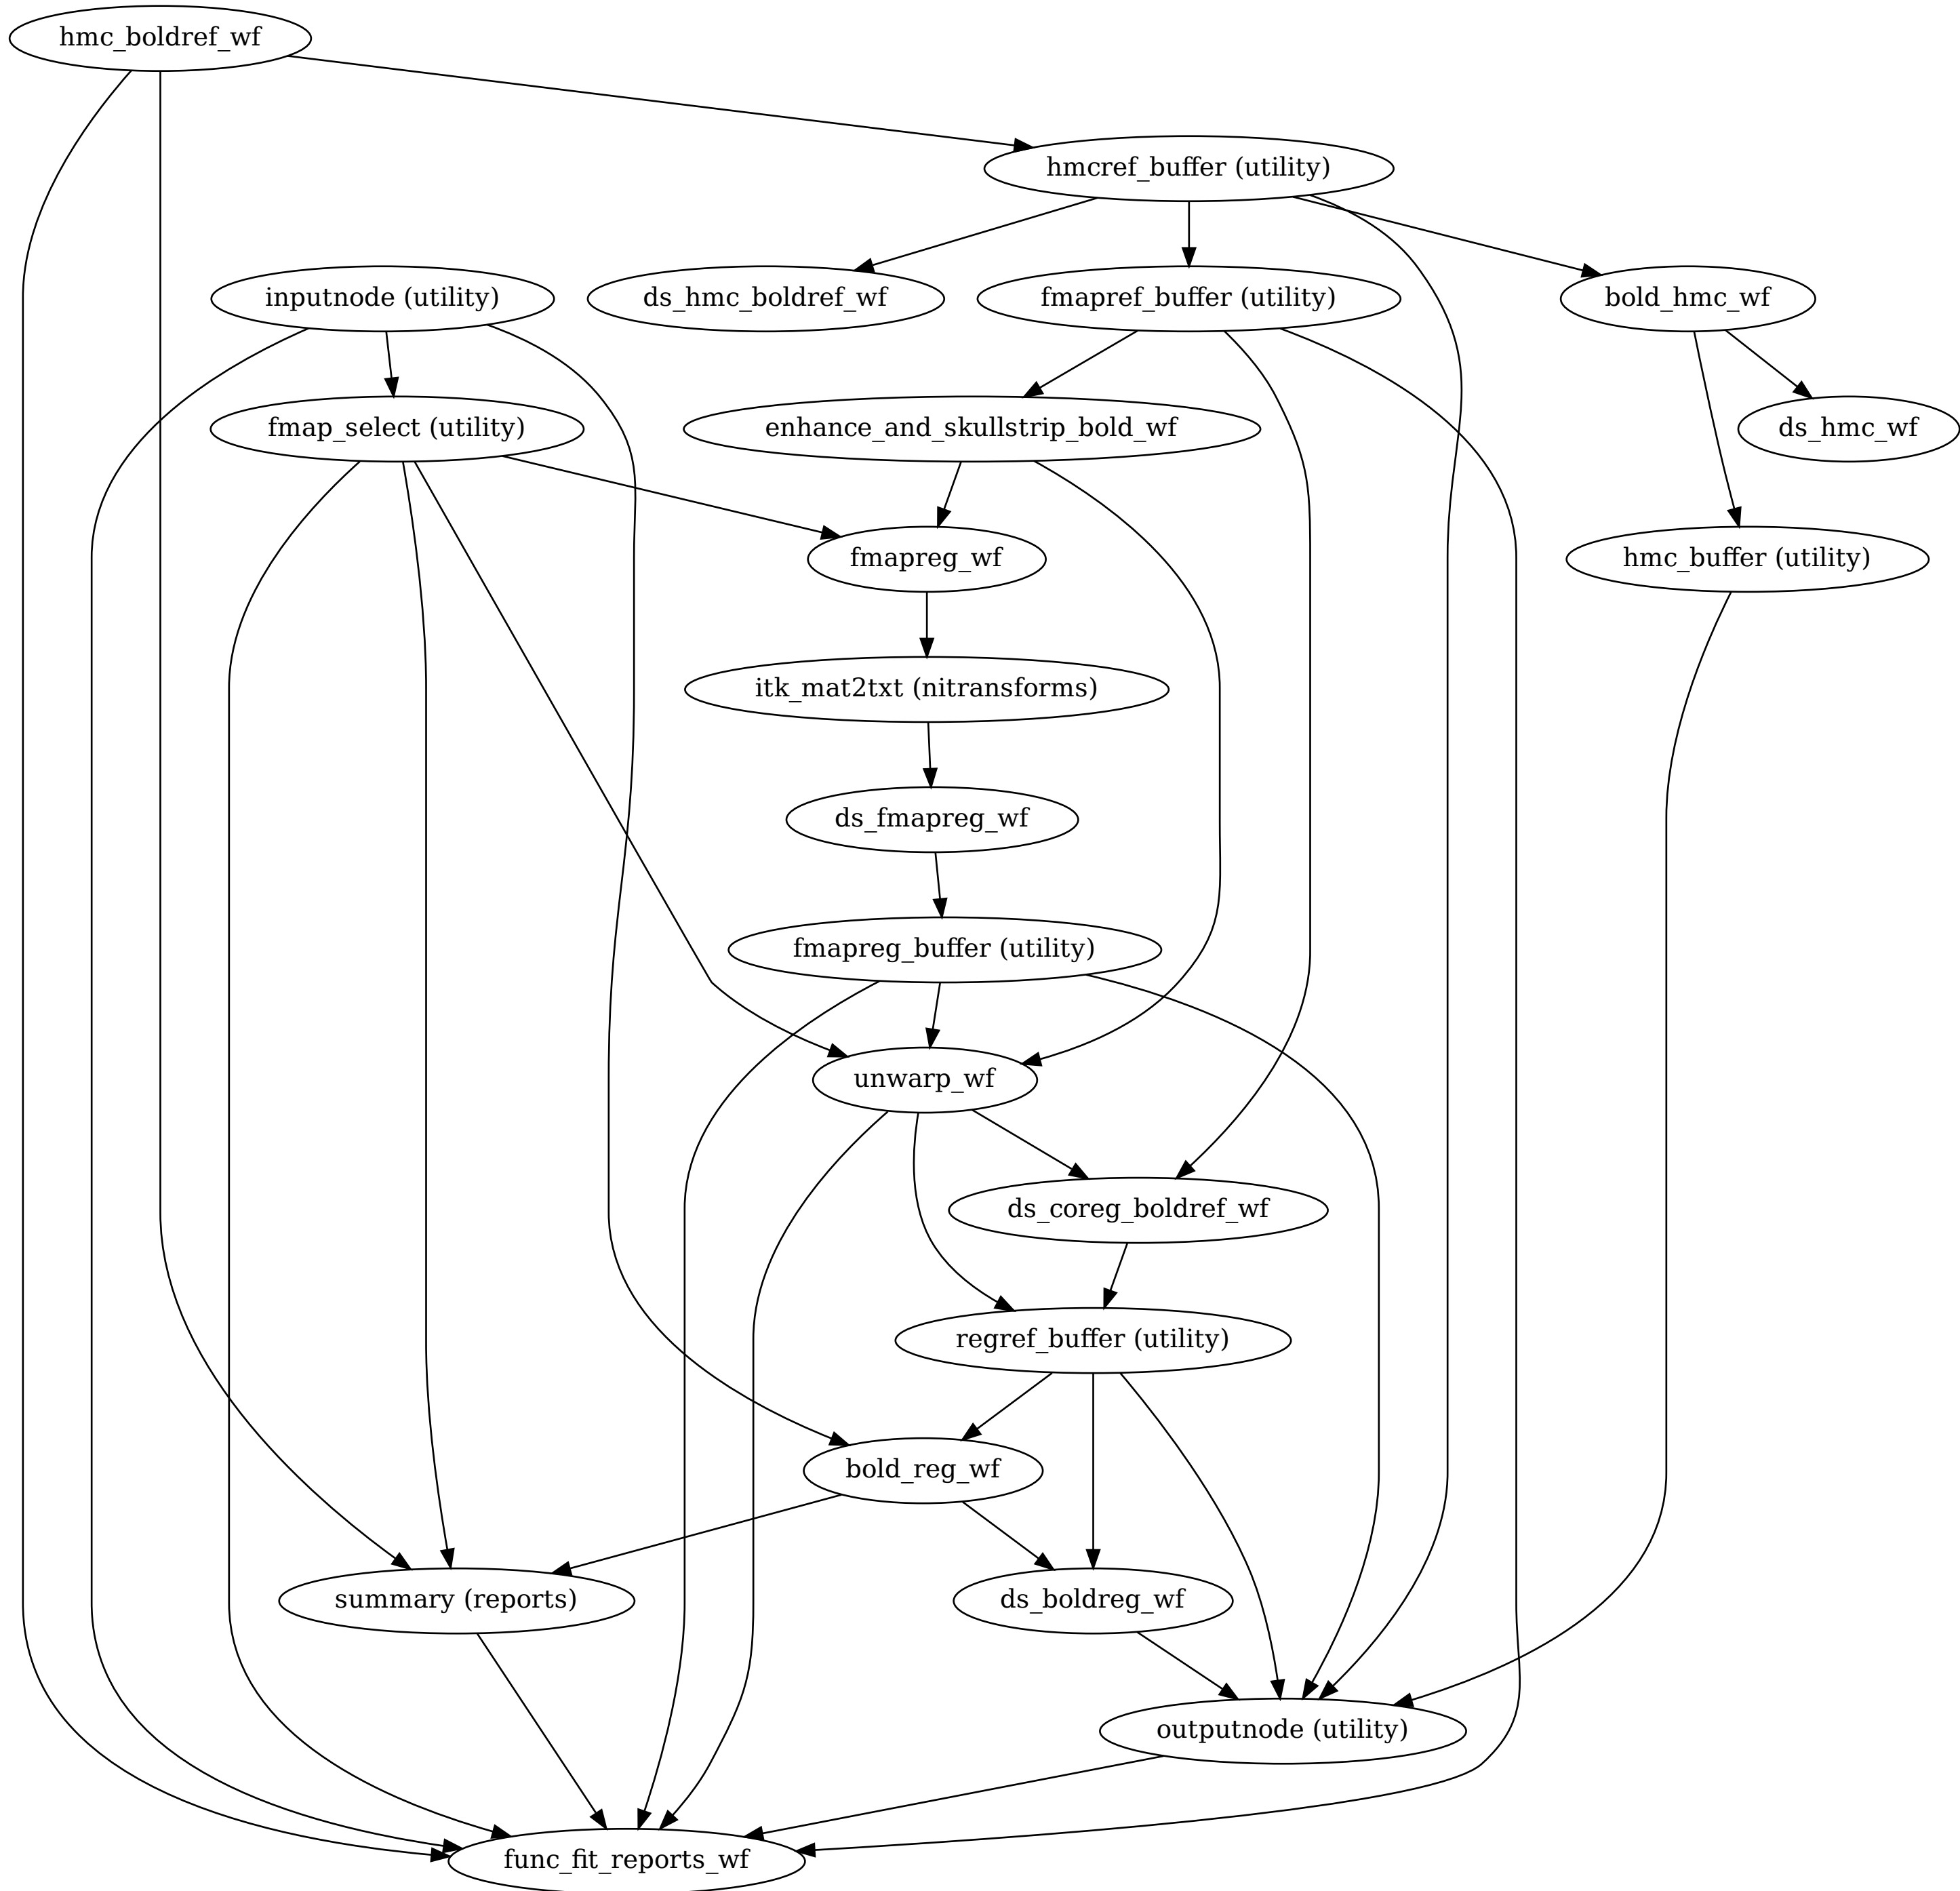 hmc_boldref_wf
hmcref_buffer (utility)
inputnode (utility)
ds_hmc_boldref_wf
fmapref_buffer (utility)
bold_hmc_wf
fmap_select (utility)
enhance_and_skullstrip_bold_wf
ds_hmc_wf
fmapreg_wf
hmc_buffer (utility)
itk_mat2txt (nitransforms)
ds_fmapreg_wf
fmapreg_buffer (utility)
unwarp_wf
ds_coreg_boldref_wf
regref_buffer (utility)
bold_reg_wf
summary (reports)
ds_boldreg_wf
outputnode (utility)
func_fit_reports_wf